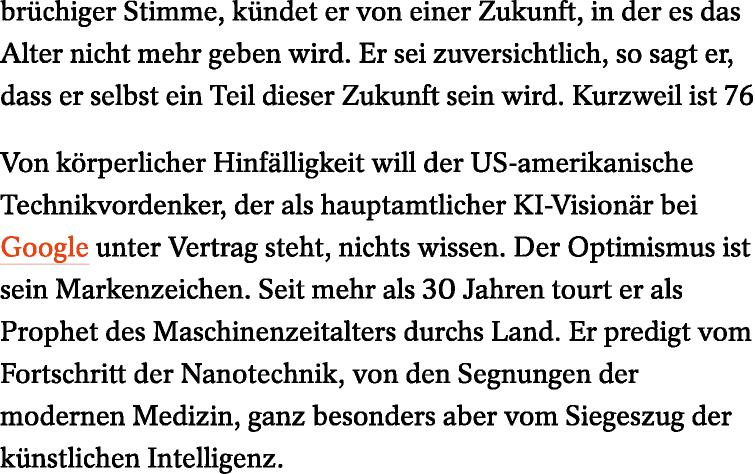 brüchiger Stimme, kündet er von einer Zukunft, in der es das
Alter nicht mehr geben wird. Er sei zuversichtlich, so sagt er,
dass er selbst ein Teil dieser Zukunft sein wird. Kurzweil ist 76
Von körperlicher Hinfälligkeit will der US-amerikanische
Technikvordenker, der als hauptamtlicher KI-Visionär bei
Google unter Vertrag steht, nichts wissen. Der Optimismus ist
sein Markenzeichen. Seit mehr als 30 Jahren tourt er als
Prophet des Maschinenzeitalters durchs Land. Er predigt vom
Fortschritt der Nanotechnik, von den Segnungen der
modernen Medizin, ganz besonders aber vom Siegeszug der
künstlichen Intelligenz.